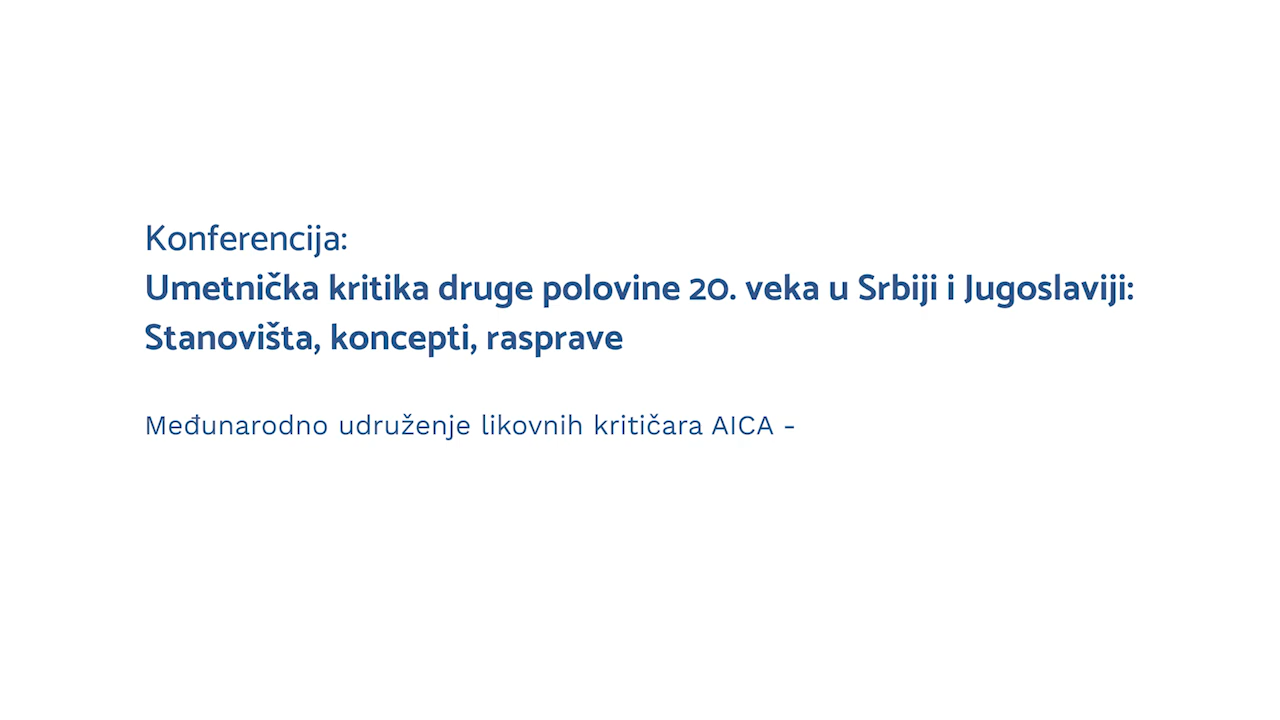 Konferencija:
Umetnička kritika druge polovine 20. veka u Srbiji i Jugoslaviji:
Stanovišta, koncepti, rasprave
Međunarodno udruženje likovnih kritičara AICA -